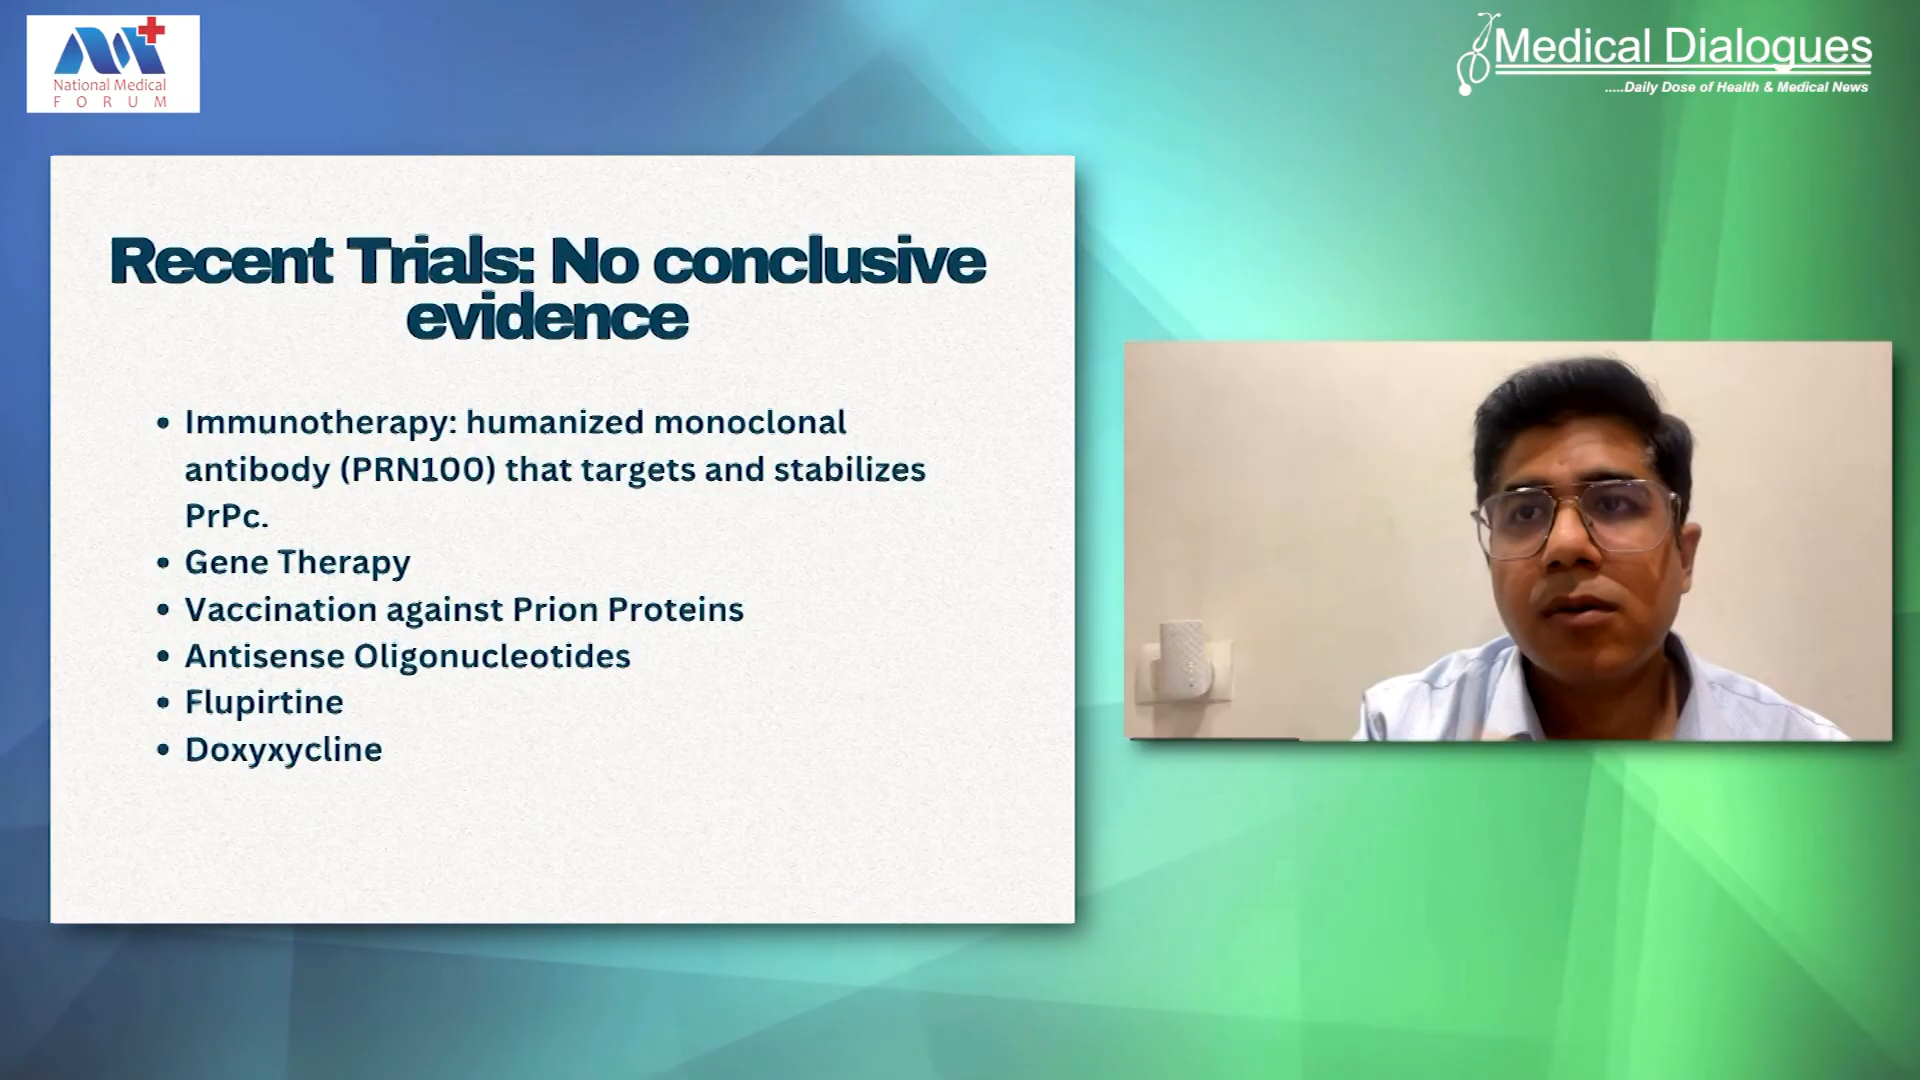 National Medical
FORUM
Medical Dialogues
.....Daily Dose of Health & Medical News
Recent Trials: No conclusive
evidence
• Immunotherapy: humanized monoclonal
antibody (PRN100) that targets and stabilizes
PrPc.
• Gene Therapy
• Vaccination against Prion Proteins
• Antisense Oligonucleotides
• Flupirtine
• Doxyxycline